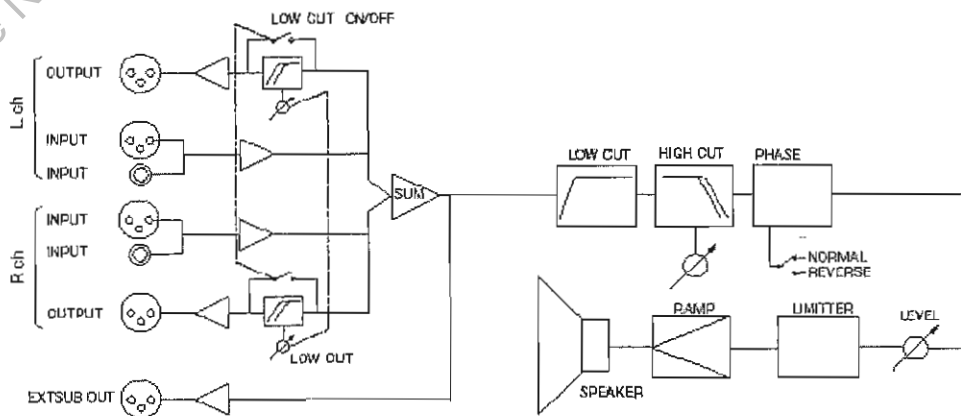 LOW CUT ON/OFF
L ch
OUTPUT
INPUT
INPUT
R ch
INPUT
INPUT
OUTPUT
LOW CUT
EXTSUB OUT
SUM
LOW CUT
HIGH CUT
PHASE
NORMAL
REVERSE
SPEAKER
P.AMP
LIMITTER
LEVEL